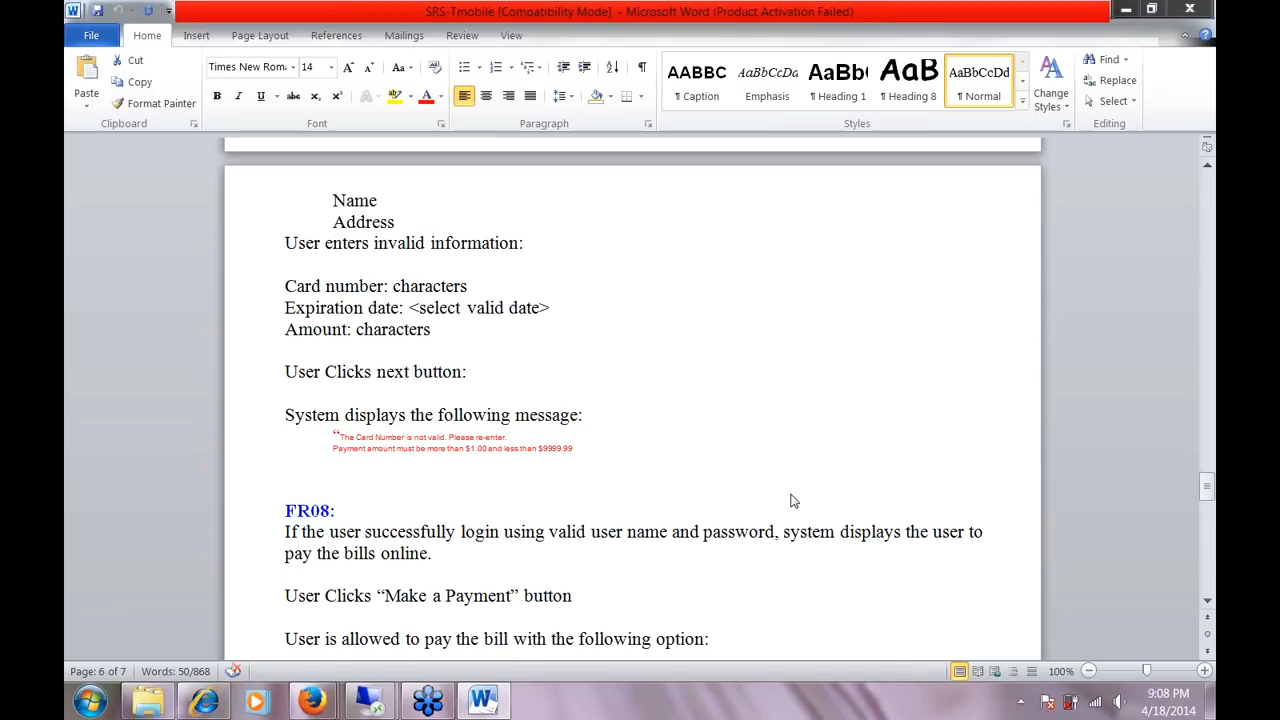 SRS-Tmobile [Compatibility Mode] - Microsoft Word (Product Activation Failed)
File Home Insert Page Layout References Mailings Review View
Paste
Cut
Copy
Format Painter
Clipboard
Times New Rom 14
Font
Paragraph
AABBC AaBbCcDc AaBb( AaB AaBbCcDd
¶ Caption Emphasis ¶ Heading 1 ¶ Heading 8 ¶ Normal
Change Styles
Styles
Find
Replace
Select
Editing
Name
Address
User enters invalid information:
Card number: characters
Expiration date: <select valid date>
Amount: characters
User Clicks next button:
System displays the following message:
“The Card Number is not valid. Please re-enter.
Payment amount must be more than $1.00 and less than $9999.99
FR08:
If the user successfully login using valid user name and password, system displays the user to
pay the bills online.
User Clicks “Make a Payment” button
User is allowed to pay the bill with the following option:
Page: 6 of 7 Words: 50/868 100%
9:08 PM
4/18/2014